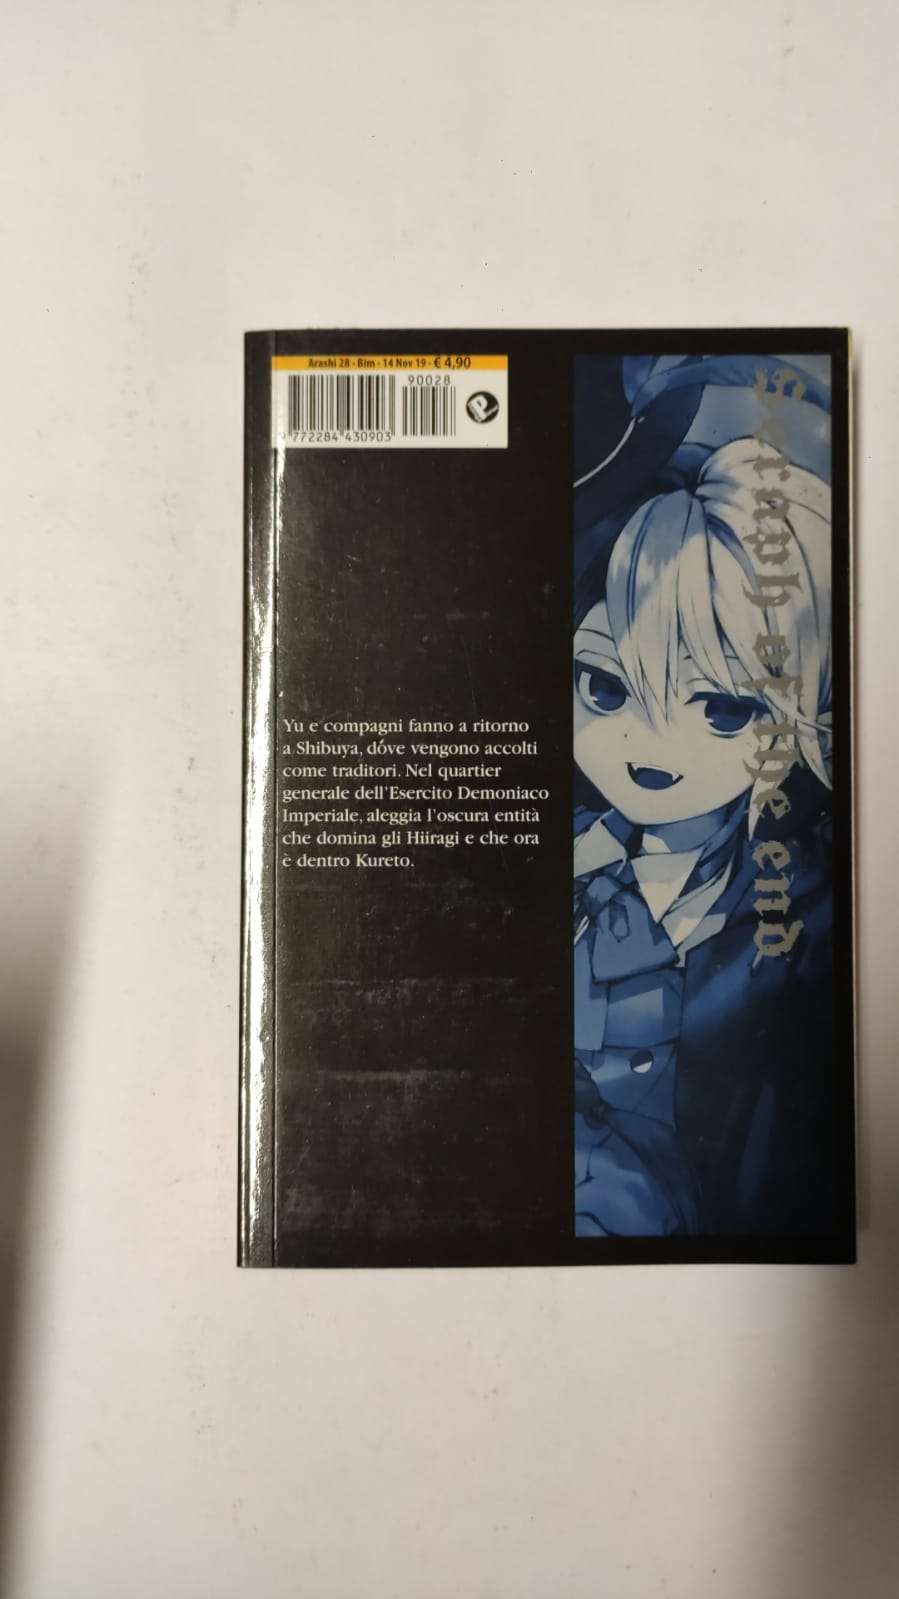 Arashi 28 - Bim - 14 Nov 19 - € 4,90
90028
772284 430903
Yu e compagni fanno a ritorno
a Shibuya, dove vengono accolti
come traditori. Nel quartier
generale dell'Esercito Demoniaco
Imperiale, aleggia l'oscura entità
che domina gli Hiiragi e che ora
è dentro Kureto.
Seraph of the end